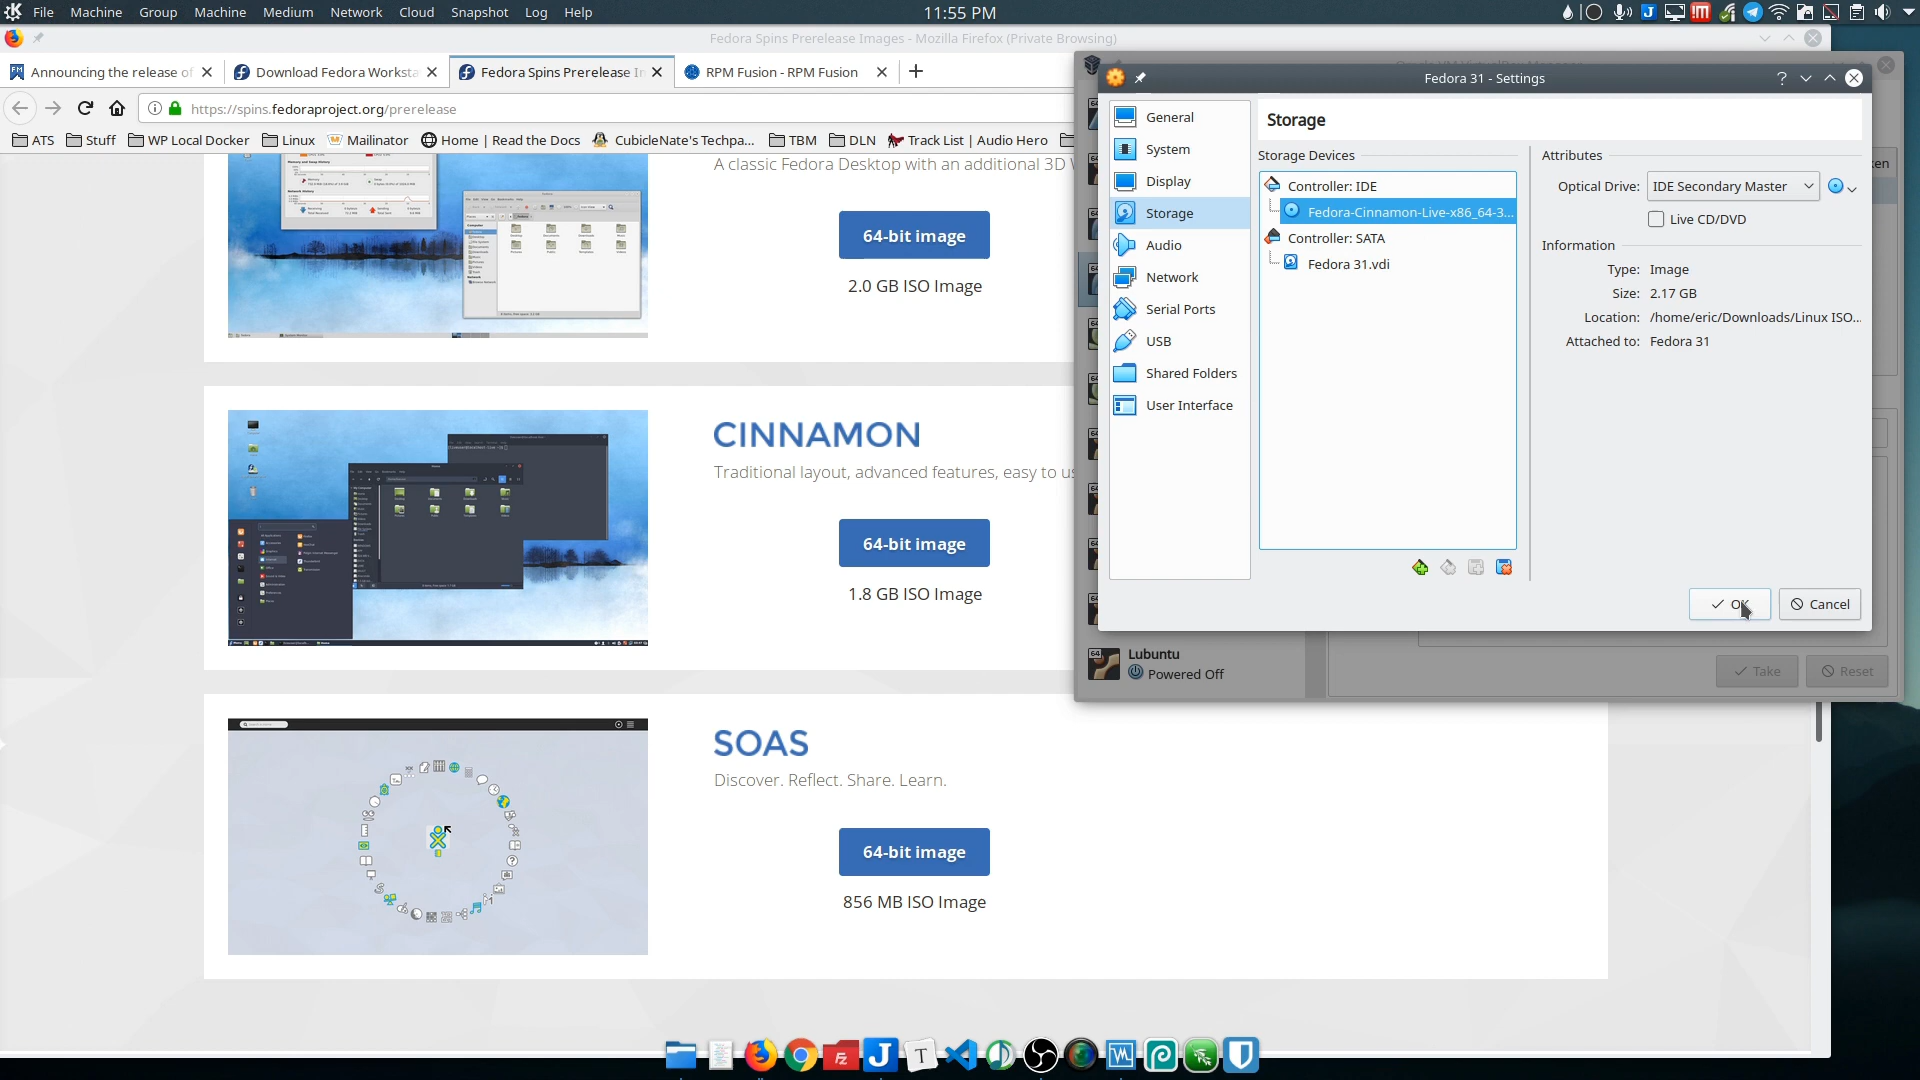 File Machine Group Machine Medium Network Cloud Snapshot Log Help
11:55 PM
Fedora Spins Prerelease Images - Mozilla Firefox (Private Browsing)
Announcing the release of
Download Fedora Worksta
Fedora Spins Prerelease I
RPM Fusion - RPM Fusion
https://spins.fedoraproject.org/prerelease
ATS Stuff WP Local Docker Linux Mailinator Home | Read the Docs CubicleNate's Techpa... TBM DLN Track List | Audio Hero
A classic Fedora Desktop with an additional 3D
64-bit image
2.0 GB ISO Image
CINNAMON
Traditional layout, advanced features, easy to us
64-bit image
1.8 GB ISO Image
SOAS
Discover. Reflect. Share. Learn.
64-bit image
856 MB ISO Image
Fedora 31 - Settings
?
General
System
Display
Storage
Audio
Network
Serial Ports
USB
Shared Folders
User Interface
Storage
Storage Devices
Controller: IDE
Fedora-Cinnamon-Live-x86_64-3...
Controller: SATA
Fedora 31.vdi
Attributes
Optical Drive: IDE Secondary Master
Live CD/DVD
Information
Type: Image
Size: 2.17 GB
Location: /home/eric/Downloads/Linux ISO...
Attached to: Fedora 31
OK
Cancel
64
Lubuntu
Powered Off
Take
Reset